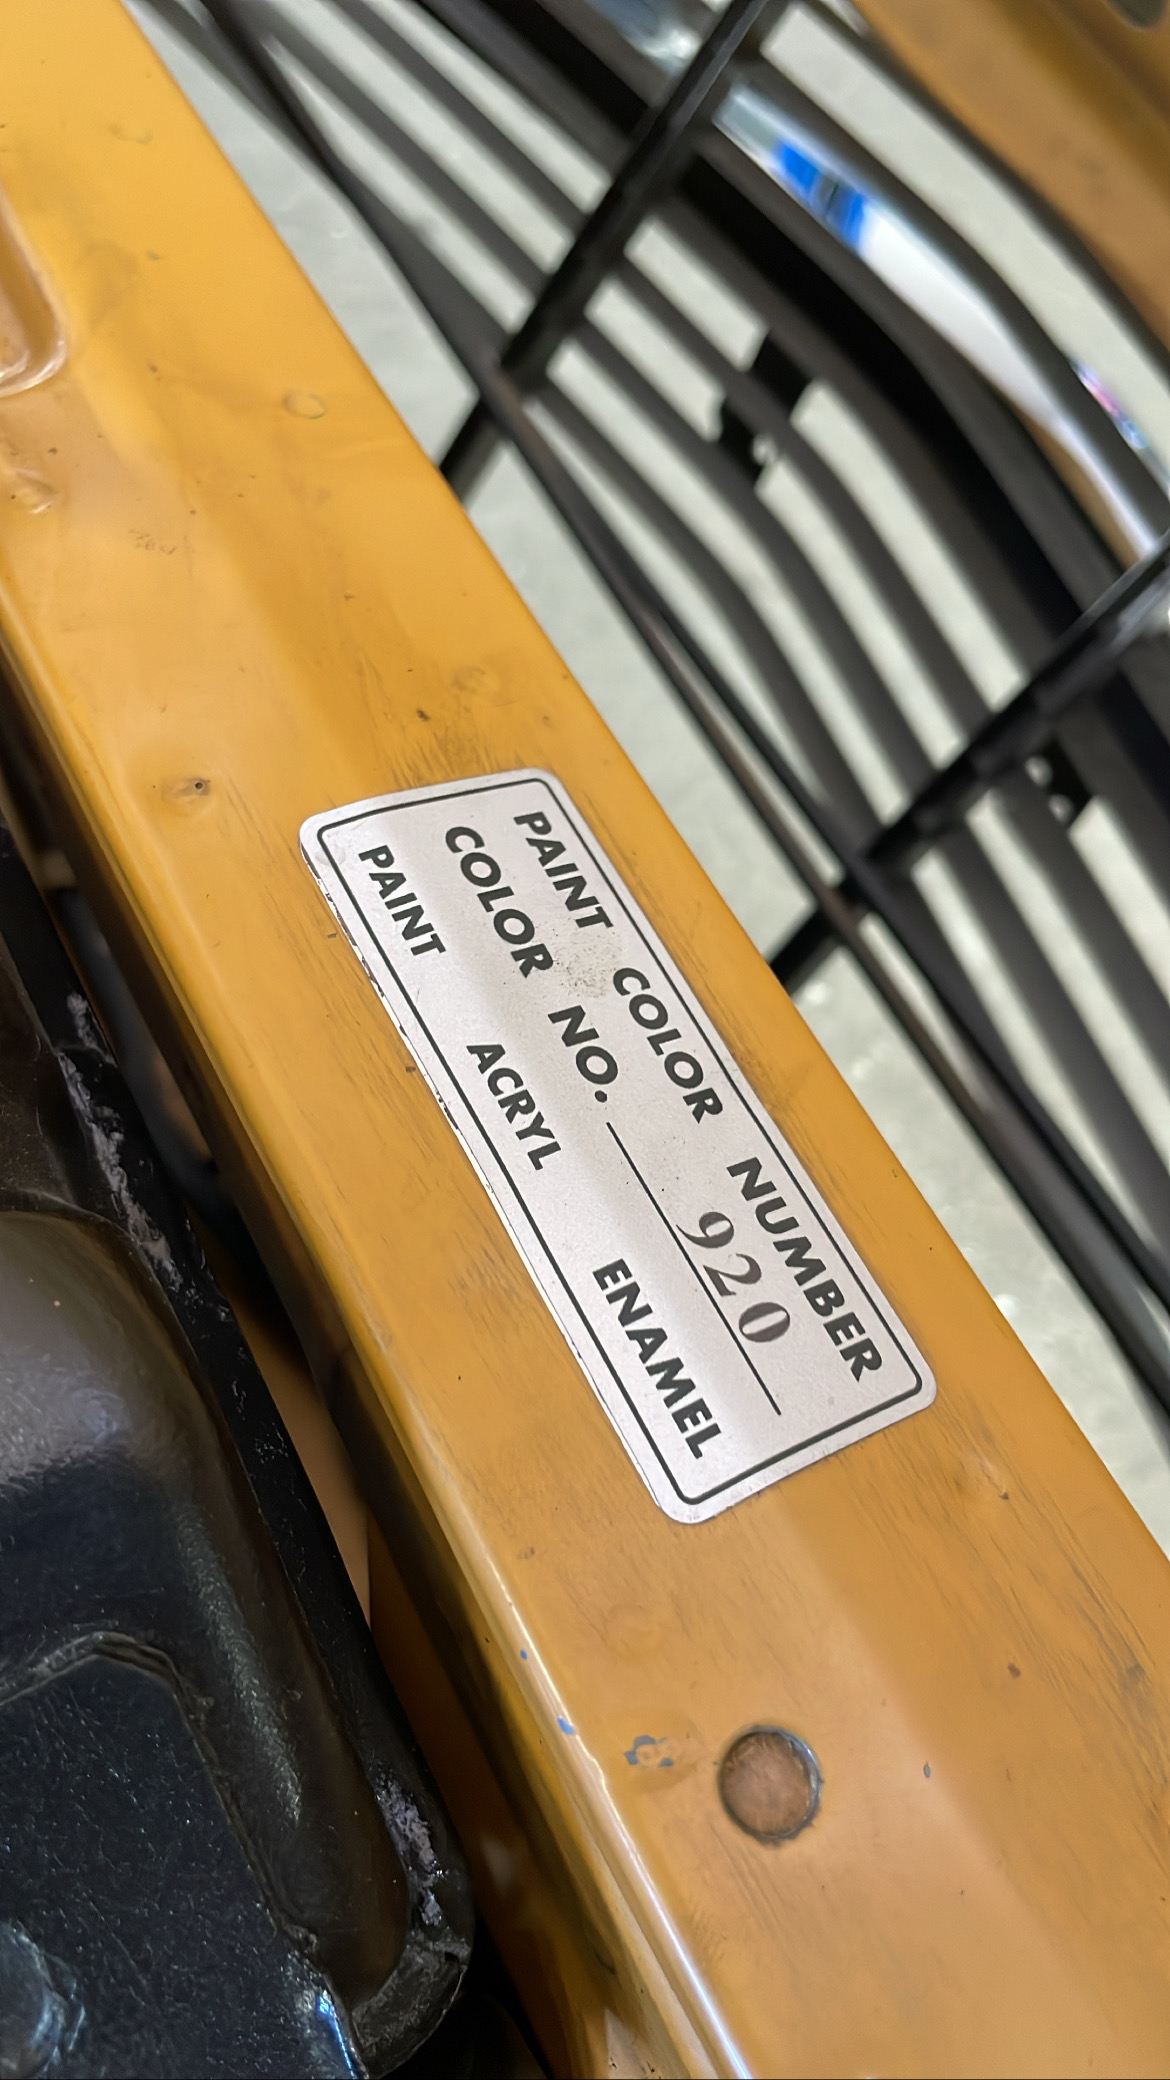 PAINT COLOR NUMBER
COLOR NO. 920
PAINT ACRYL ENAMEL